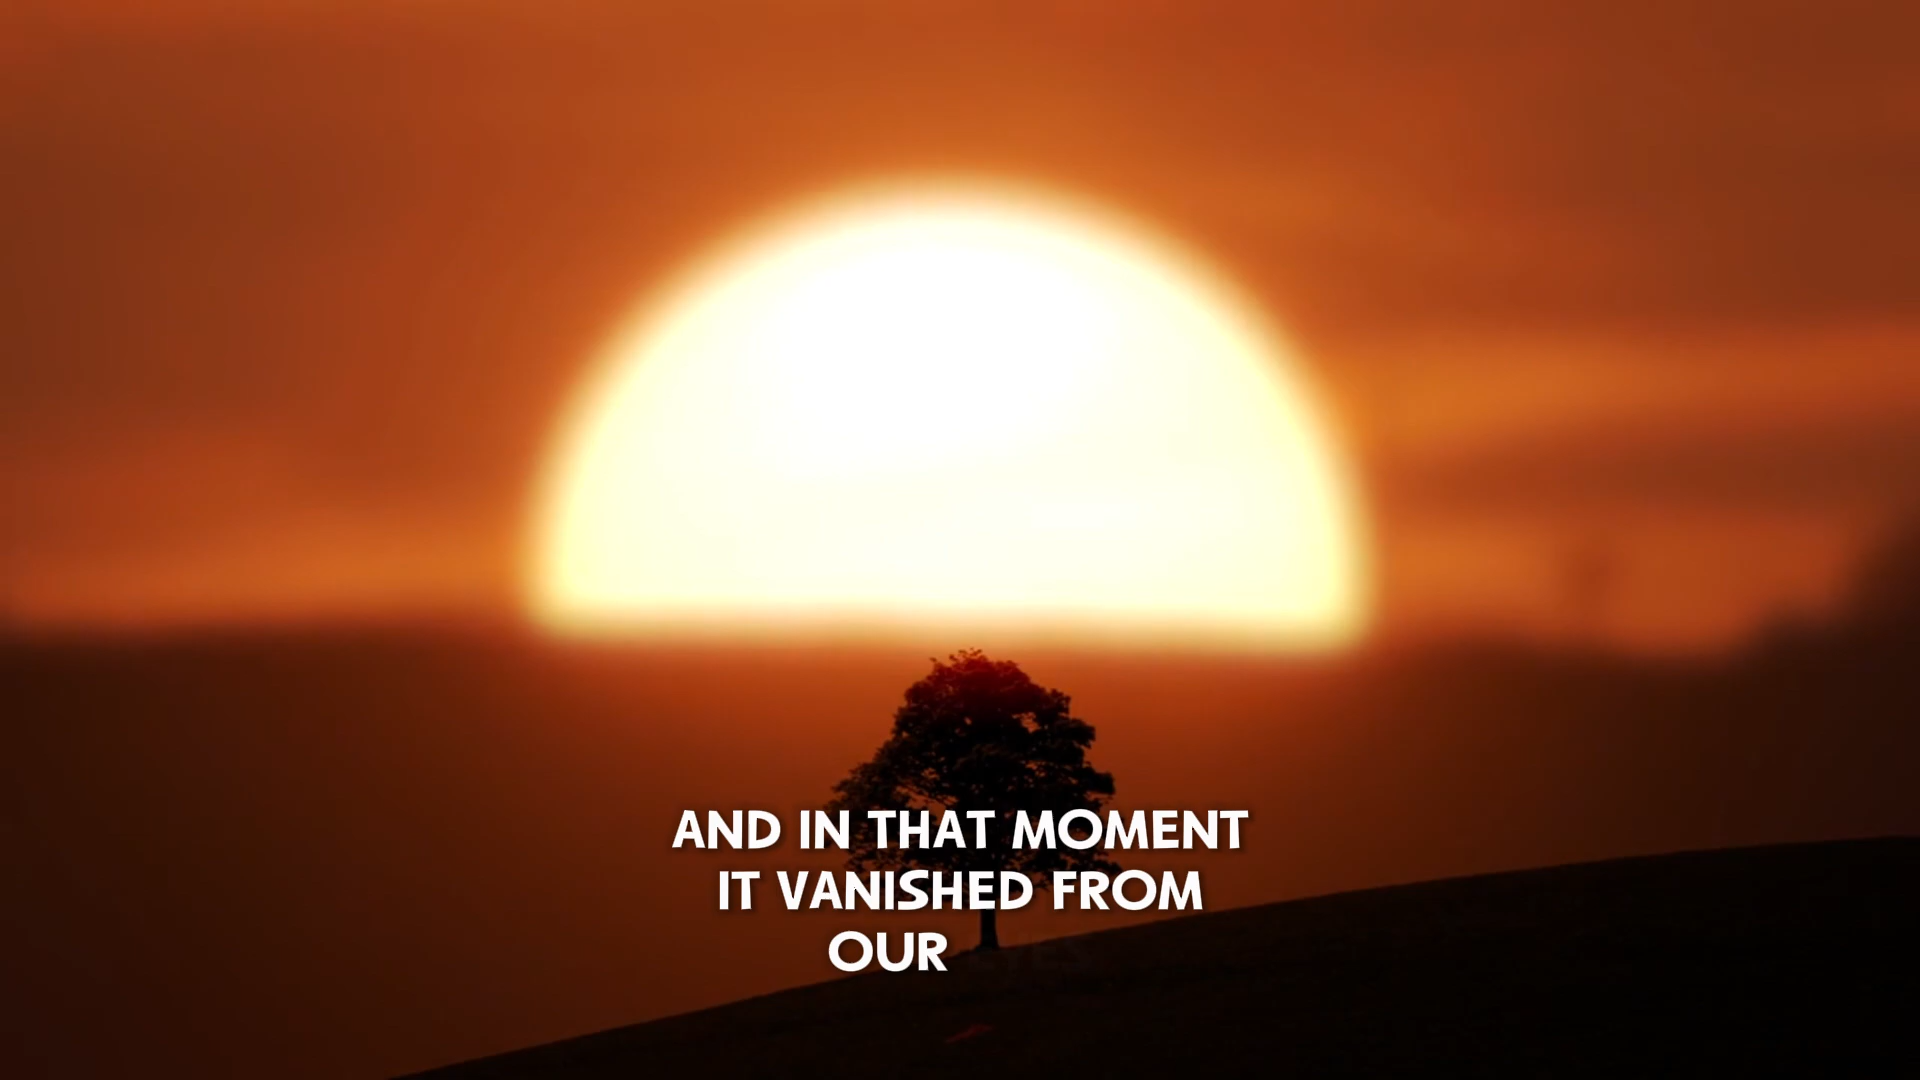 AND IN THAT MOMENT
IT VANISHED FROM
OUR